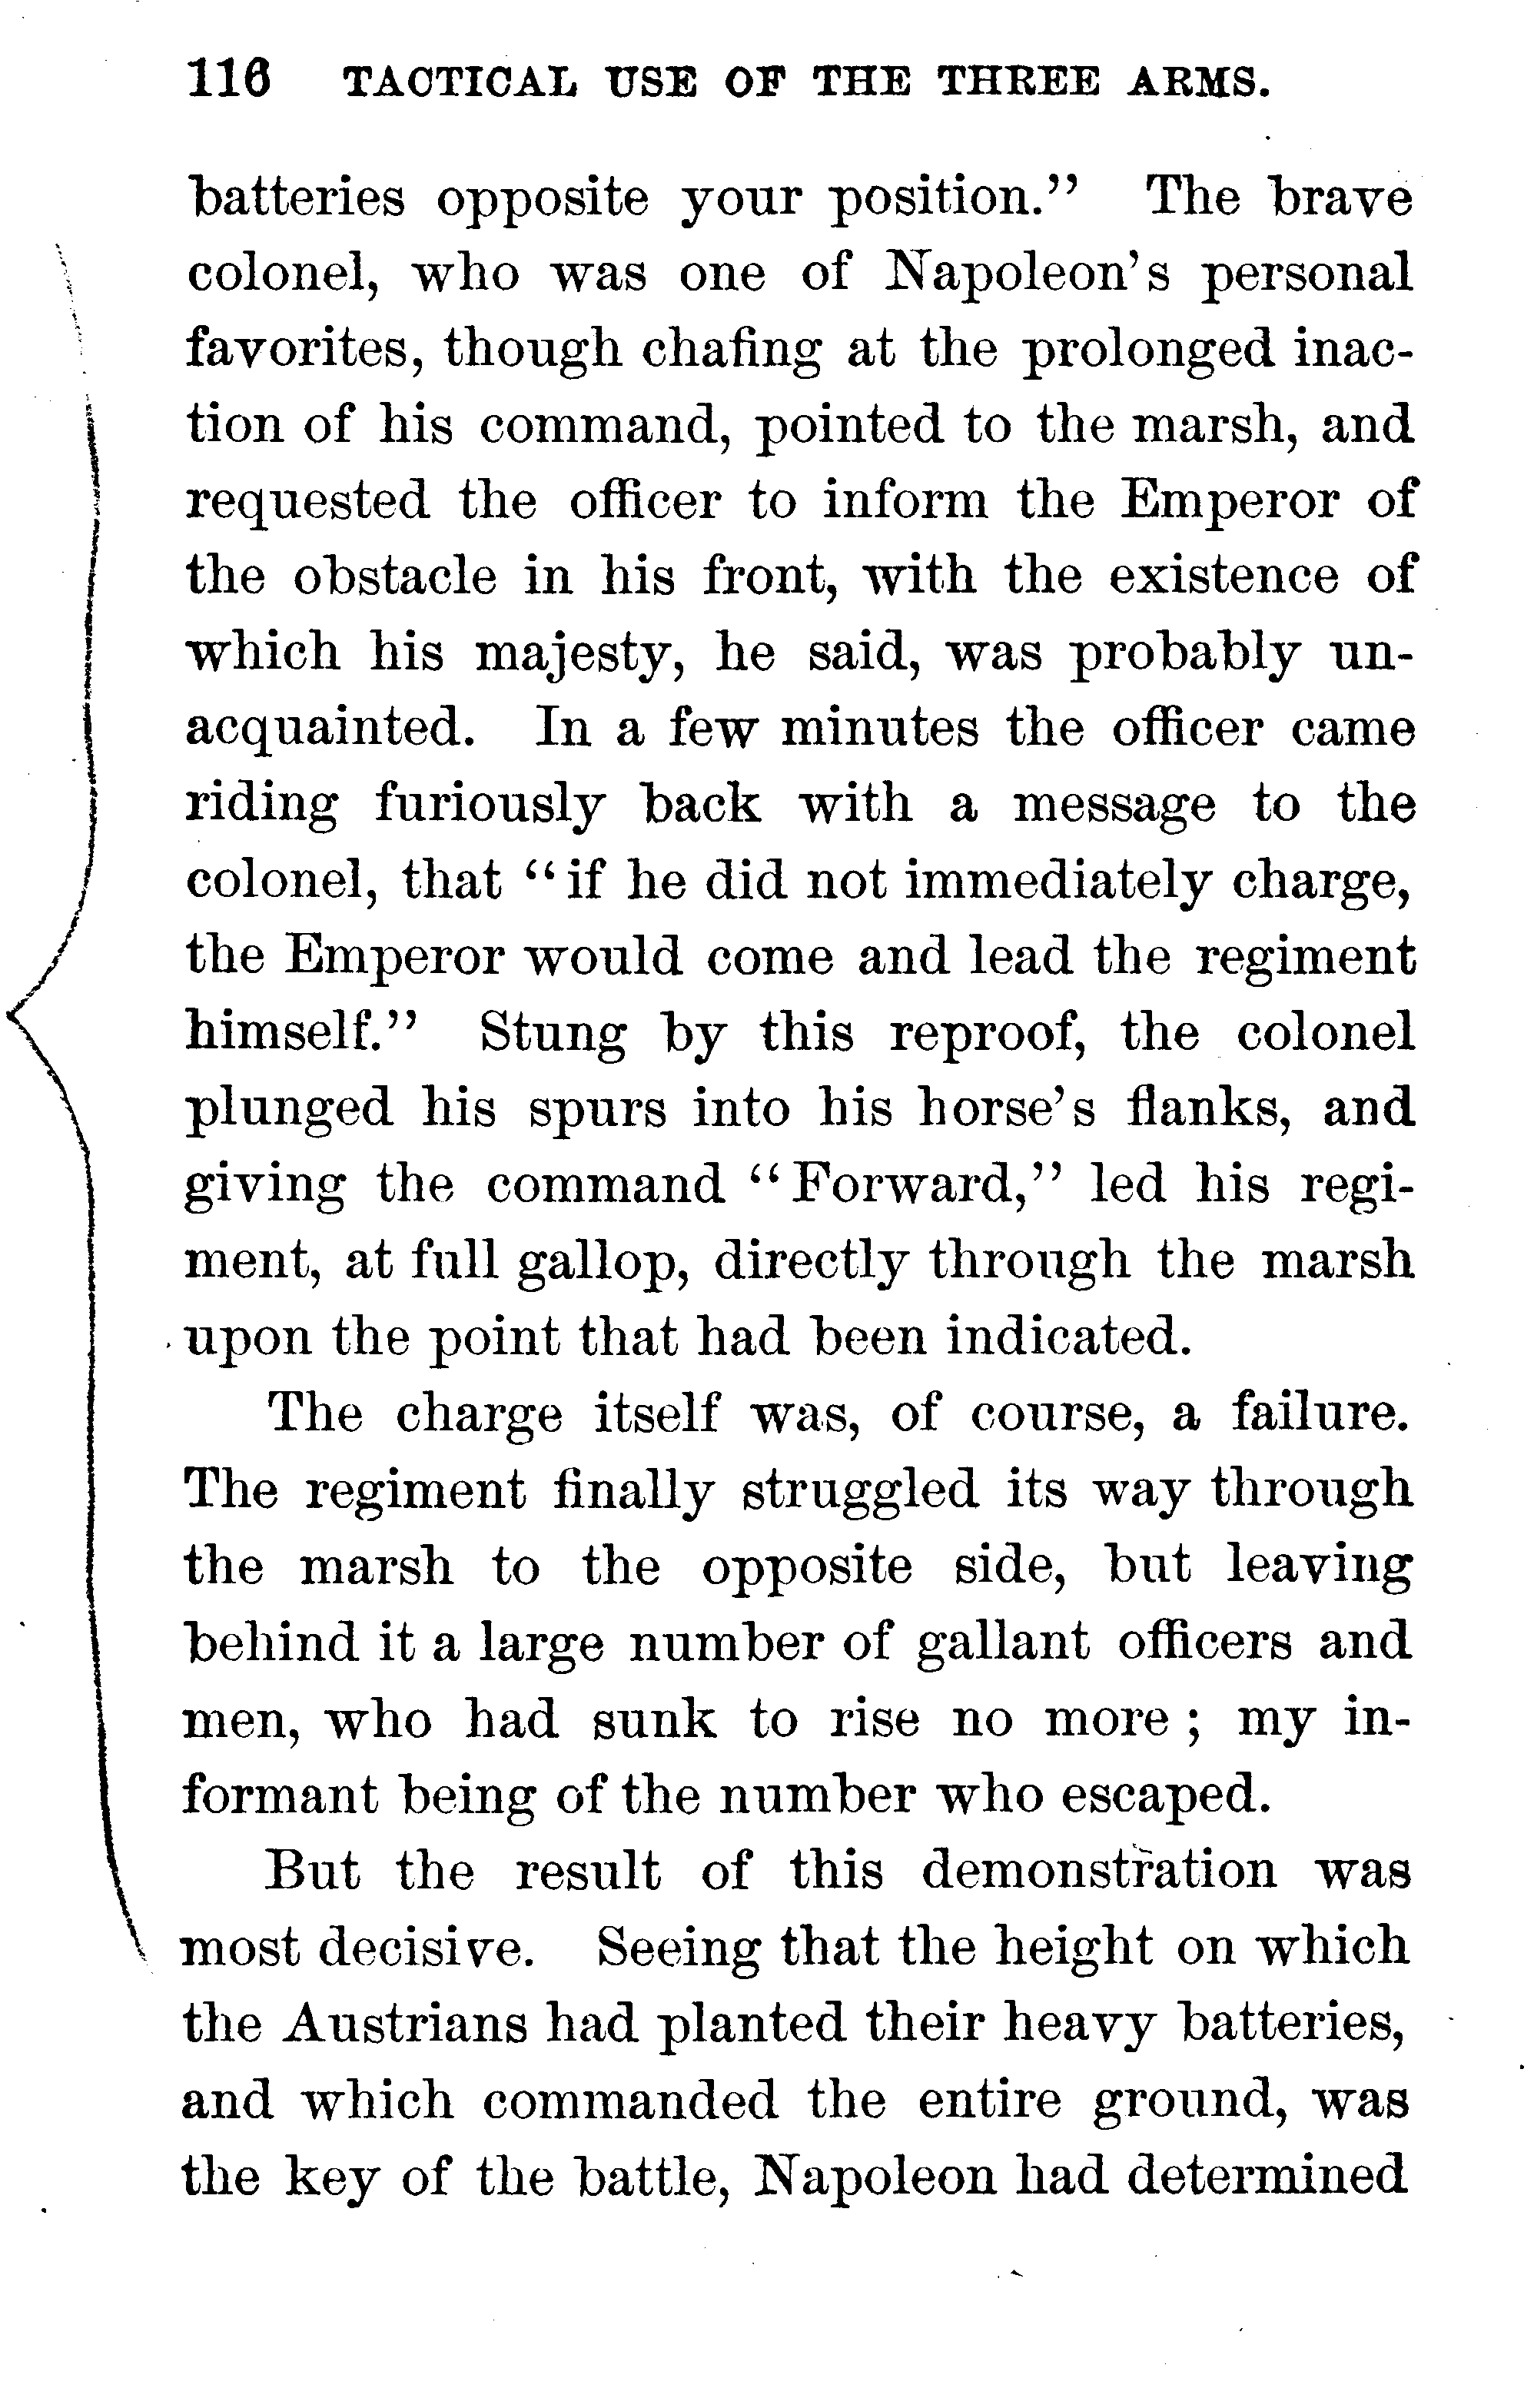 116 TACTICAL USE OF THE THREE ARMS.
batteries opposite your position.” The brave
colonel, who was one of Napoleon’s personal
favorites, though chafing at the prolonged inac-
tion of his command, pointed to the marsh, and
requested the officer to inform the Emperor of
the obstacle in his front, with the existence of
which his majesty, he said, was probably un-
acquainted. In a few minutes the officer came
riding furiously back with a message to the
colonel, that “if he did not immediately charge,
the Emperor would come and lead the regiment
himself.” Stung by this reproof, the colonel
plunged his spurs into his horse’s flanks, and
giving the command “Forward,” led his regi-
ment, at full gallop, directly through the marsh
upon the point that had been indicated.
The charge itself was, of course, a failure.
The regiment finally struggled its way through
the marsh to the opposite side, but leaving
behind it a large number of gallant officers and
men, who had sunk to rise no more; my in-
formant being of the number who escaped.
But the result of this demonstration was
most decisive. Seeing that the height on which
the Austrians had planted their heavy batteries,
and which commanded the entire ground, was
the key of the battle, Napoleon had determined